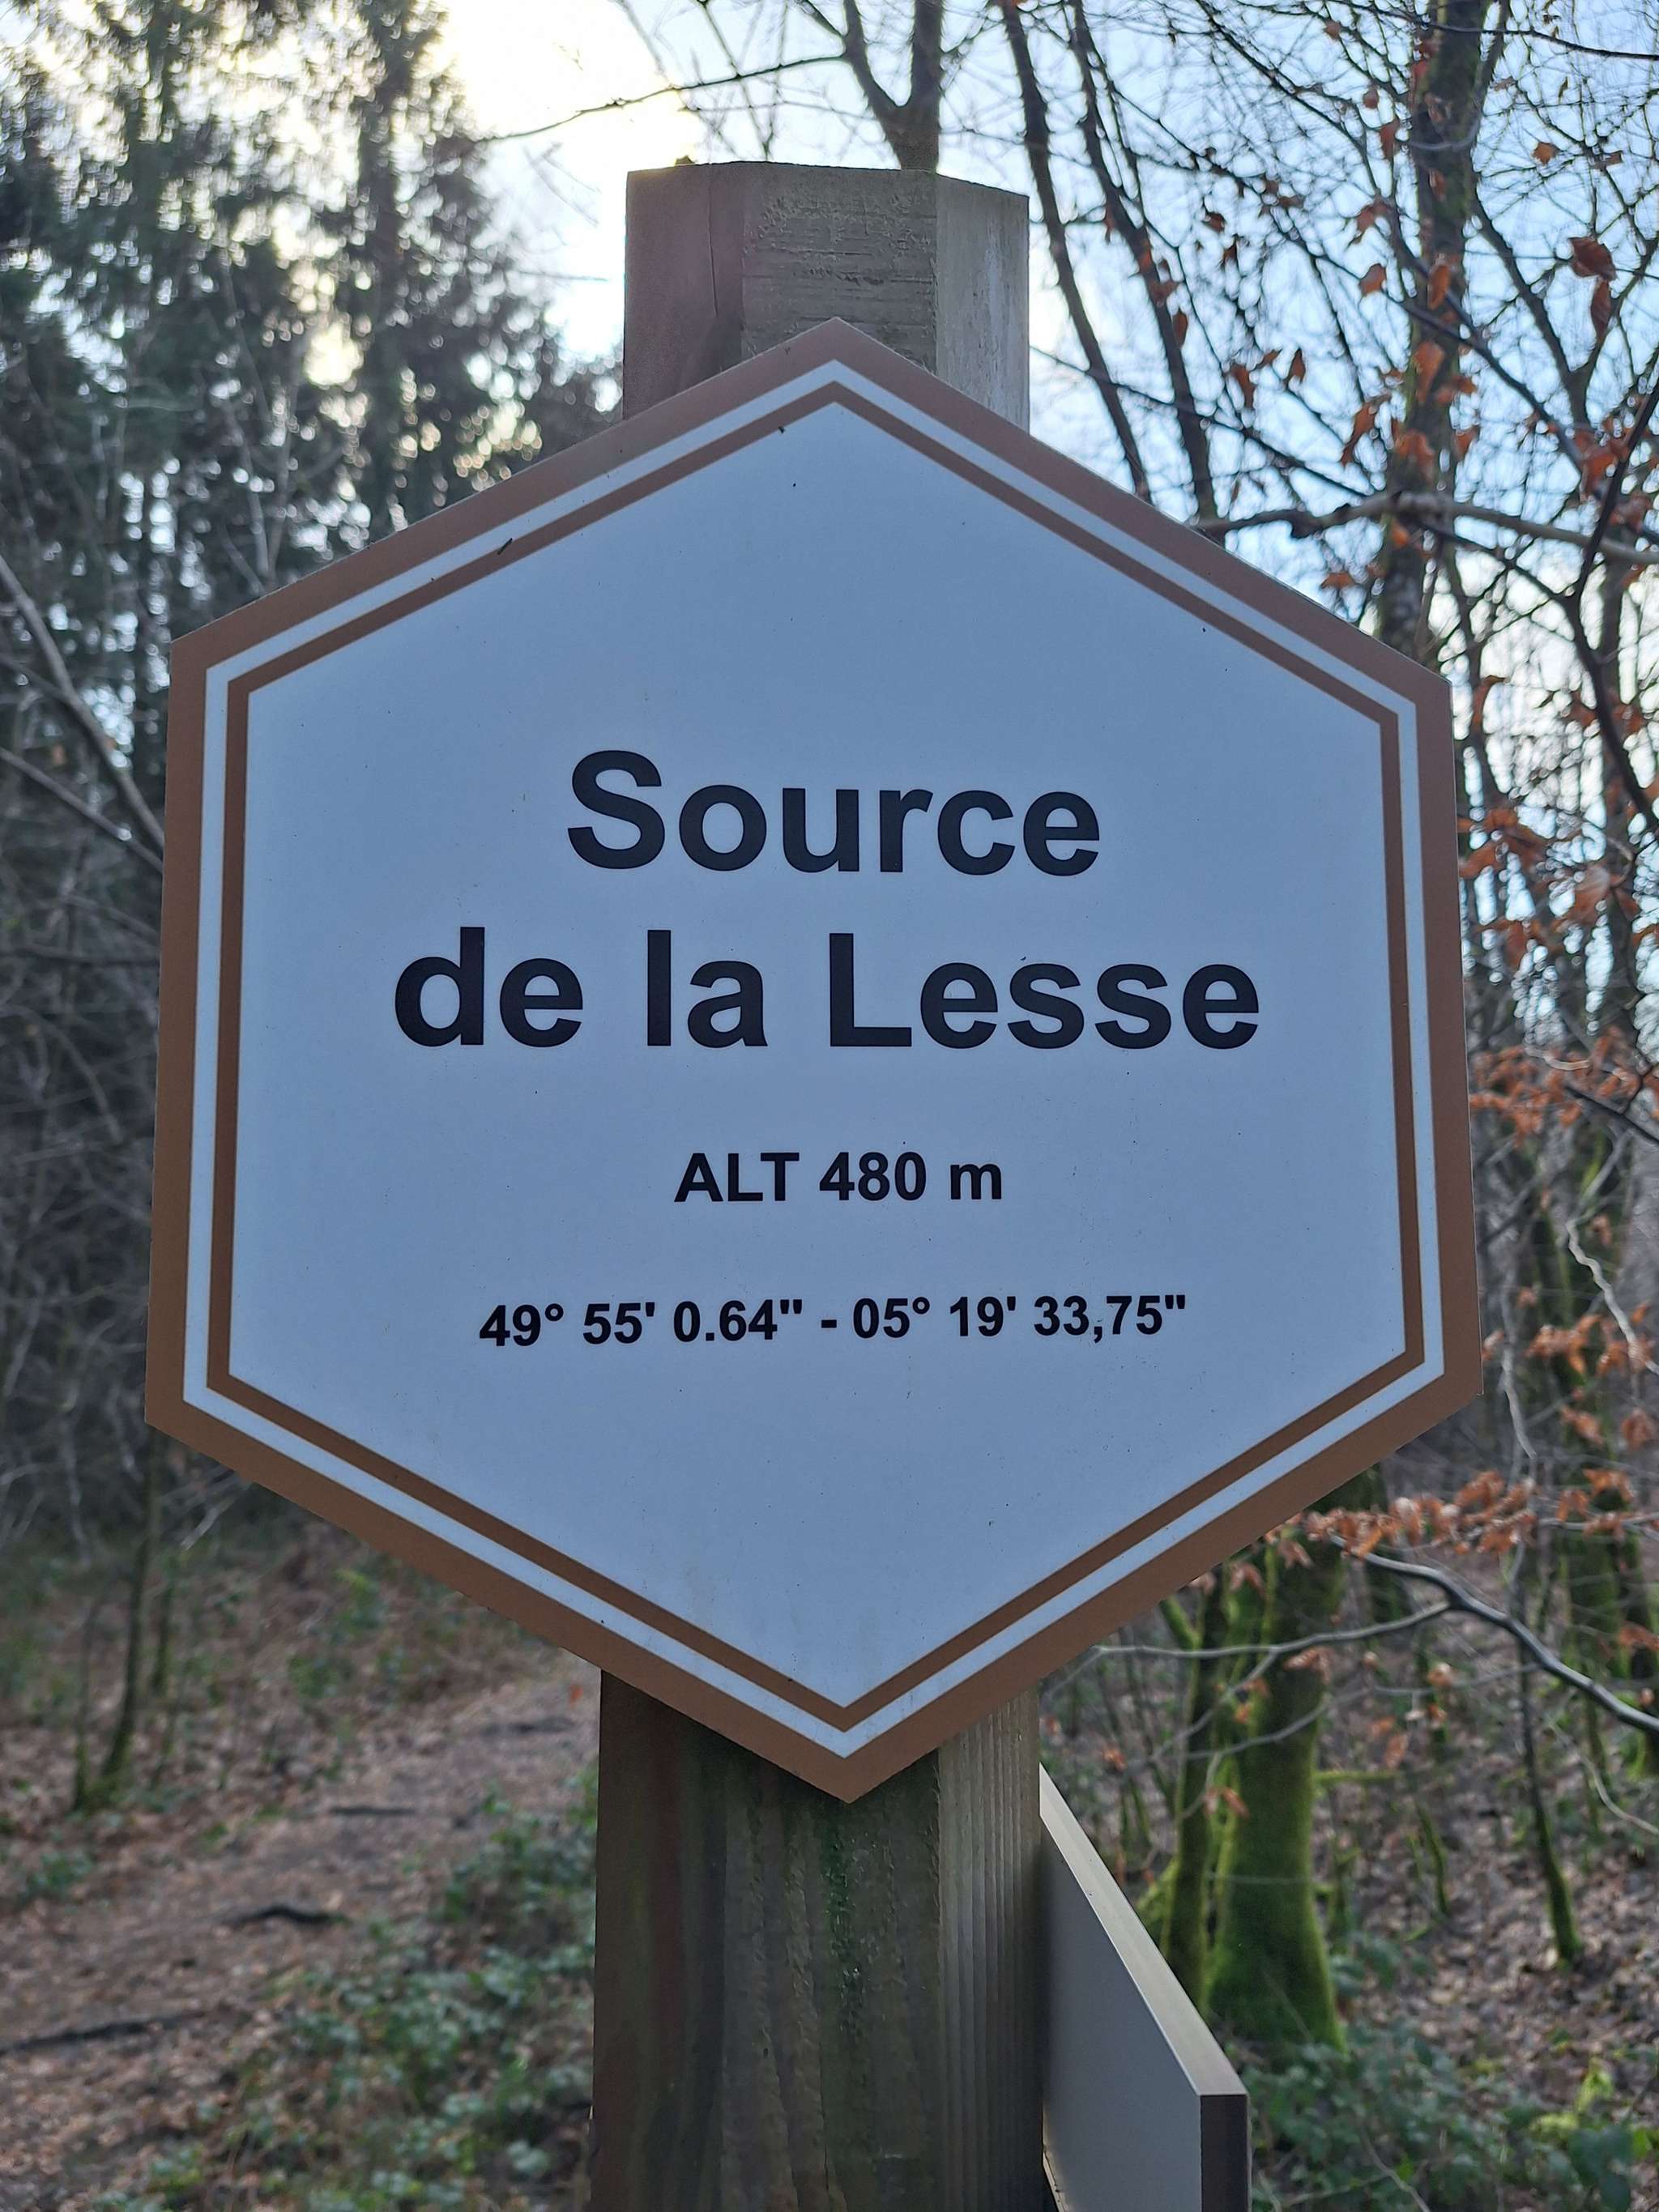 Source
de la Lesse
ALT 480 m
49° 55' 0.64" - 05° 19' 33,75"